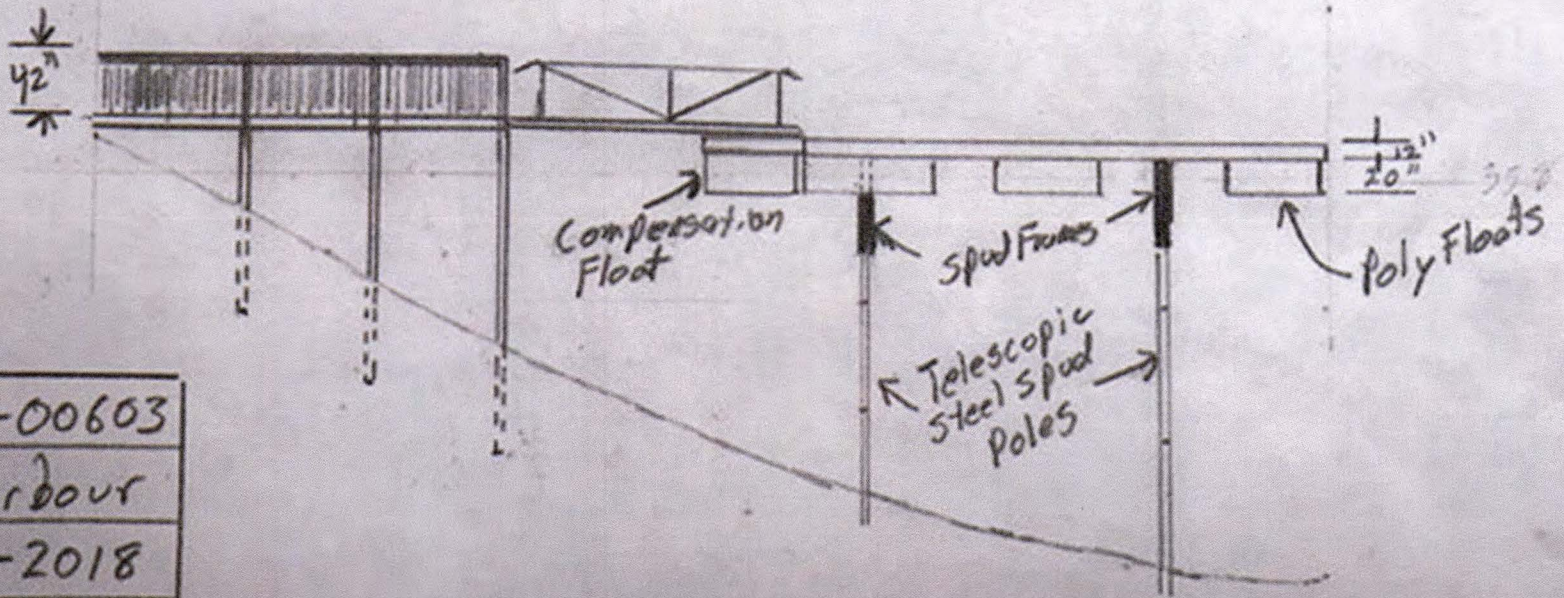 42"
12"
20"
Compensation
Float
Spud Frames
Poly Floats
Telescopic
Steel Spud
Poles
-00603
rbour
-2018